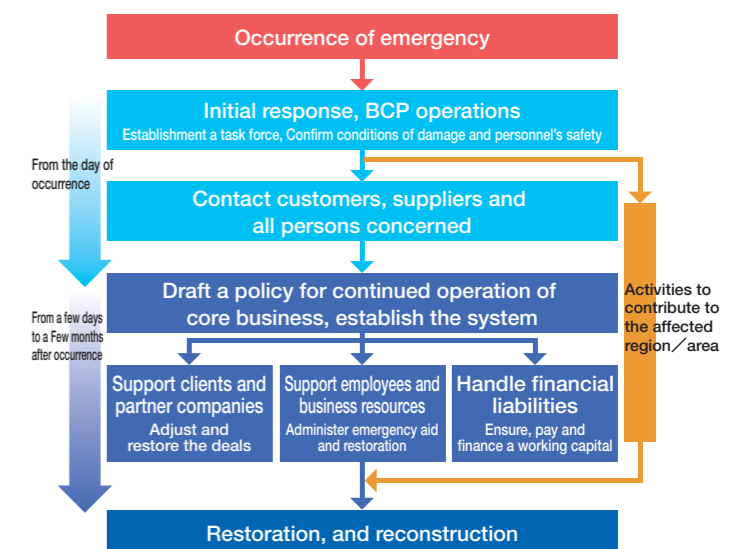 Occurrence of emergency
Initial response, BCP operations
Establishment a task force, Confirm conditions of damage and personnel's safety
From the day of
occurrence
Contact customers, suppliers and
all persons concerned
Draft a policy for continued operation of
core business, establish the system
Activities to
contribute to
the affected
region／area
From a few days
to a Few months
after occurrence
Support clients and
partner companies
Adjust and
restore the deals
Support employees and
business resources
Administer emergency aid
and restoration
Handle financial
liabilities
Ensure, pay and
finance a working capital
Restoration, and reconstruction